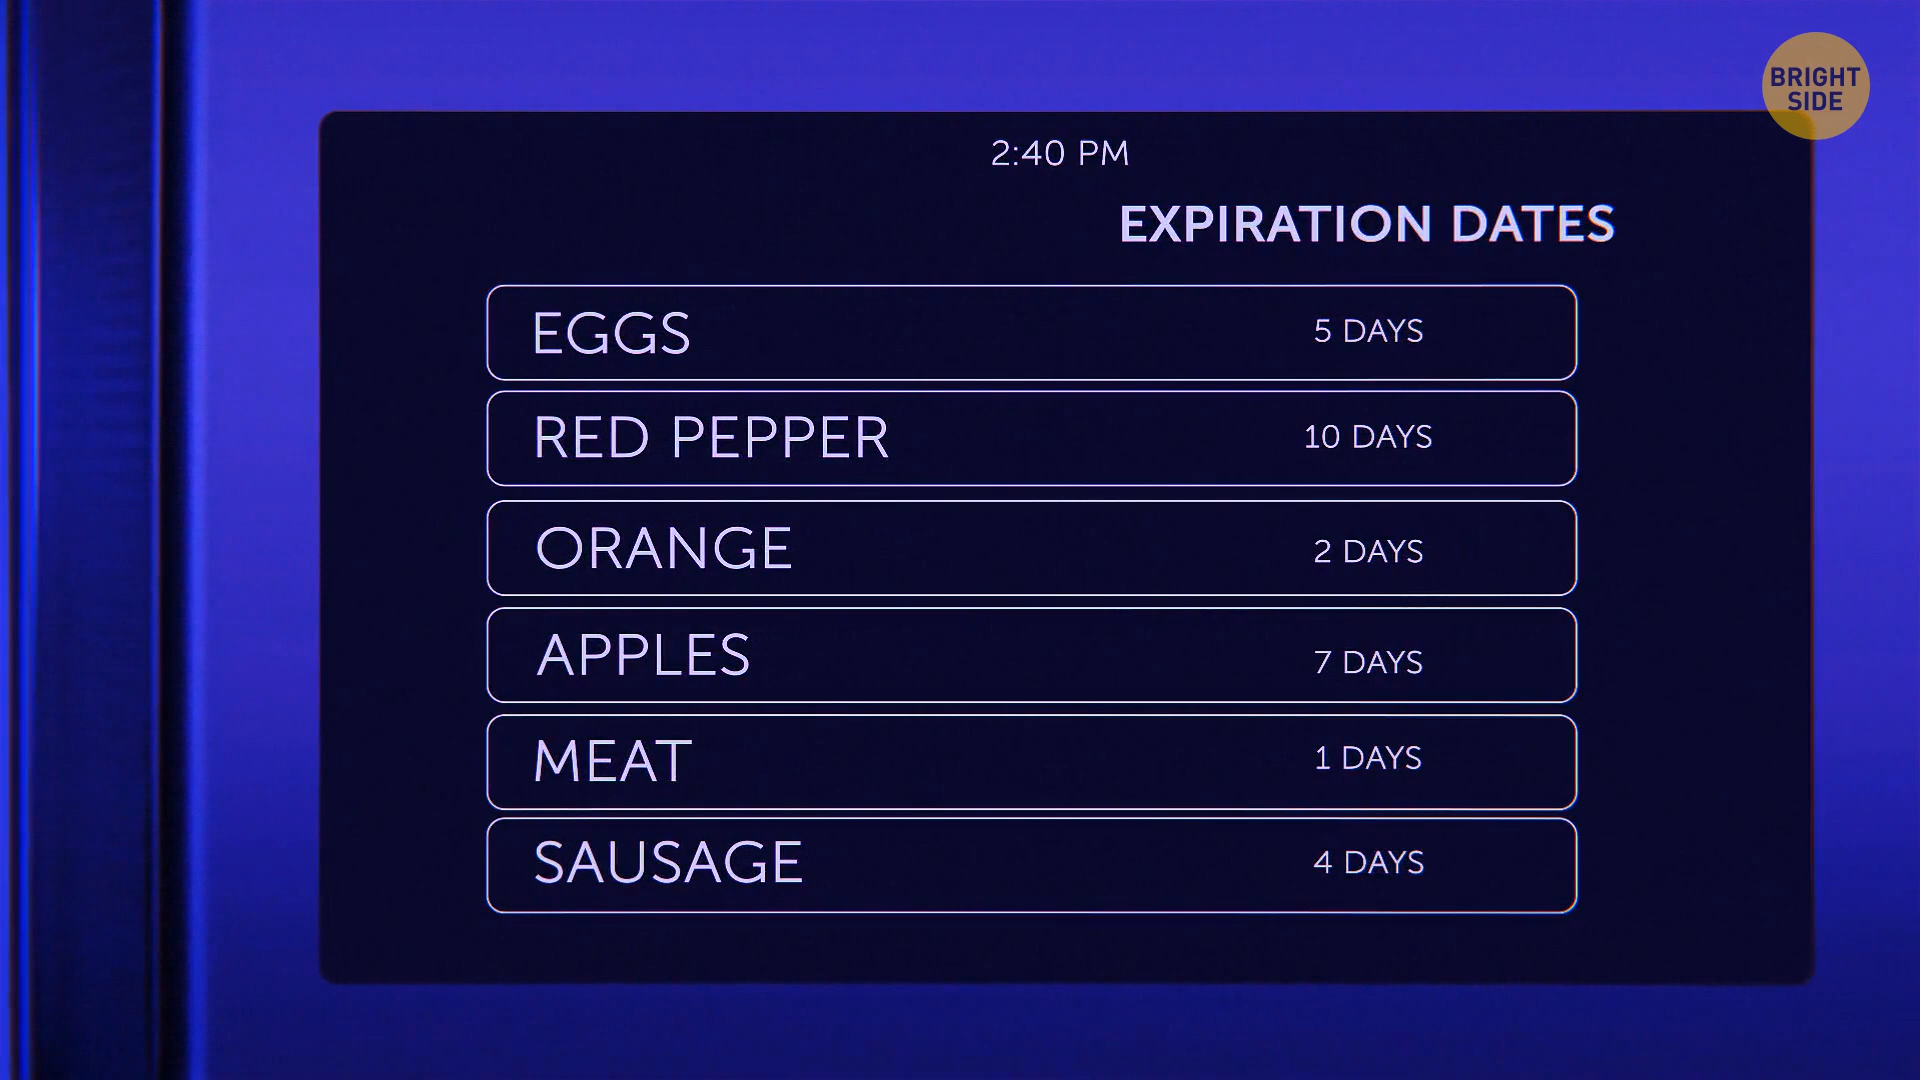 BRIGHT
SIDE
2:40 PM
EXPIRATION DATES
EGGS 5 DAYS
RED PEPPER 10 DAYS
ORANGE 2 DAYS
APPLES 7 DAYS
MEAT 1 DAYS
SAUSAGE 4 DAYS